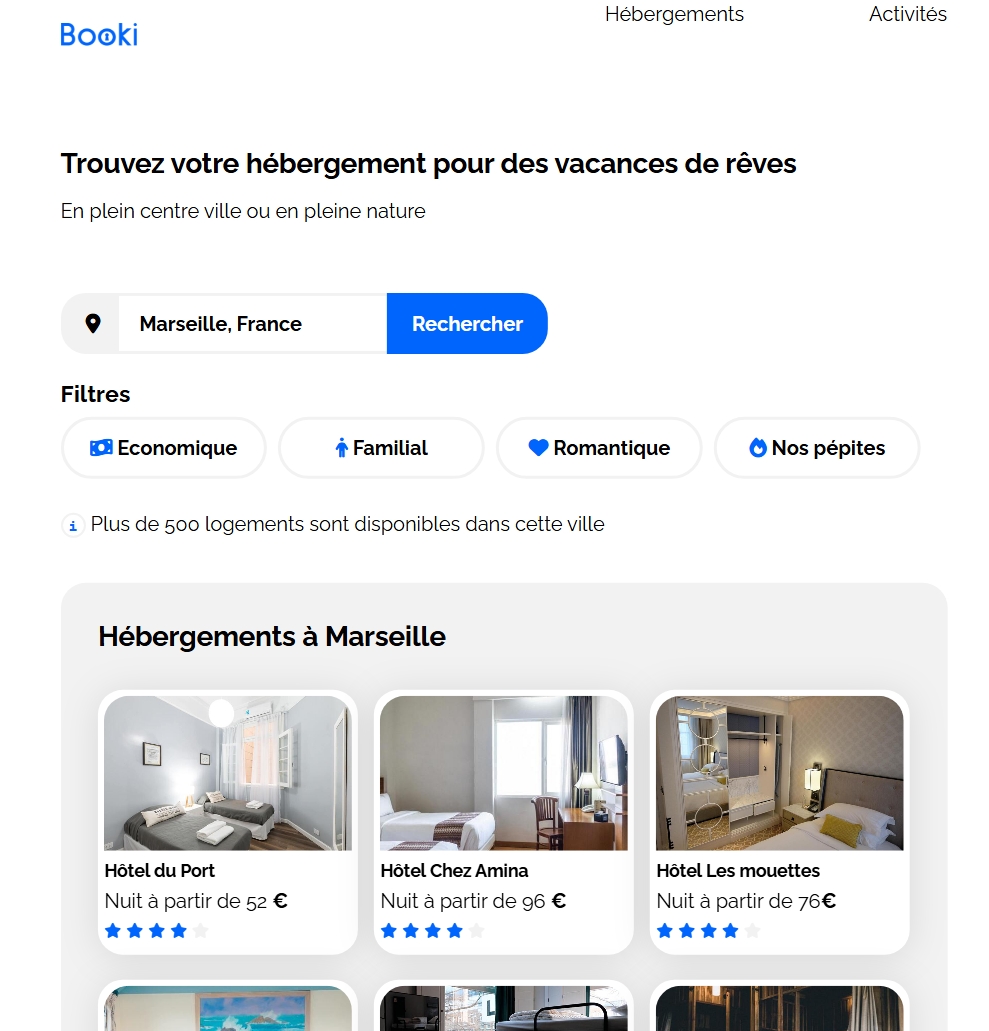 Booki
Hébergements
Activités
Trouvez votre hébergement pour des vacances de rêves
En plein centre ville ou en pleine nature
Marseille, France
Rechercher
Filtres
Economique
Familial
Romantique
Nos pépites
i Plus de 500 logements sont disponibles dans cette ville
Hébergements à Marseille
Hôtel du Port
Nuit à partir de 52 €
Hôtel Chez Amina
Nuit à partir de 96 €
Hôtel Les mouettes
Nuit à partir de 76€